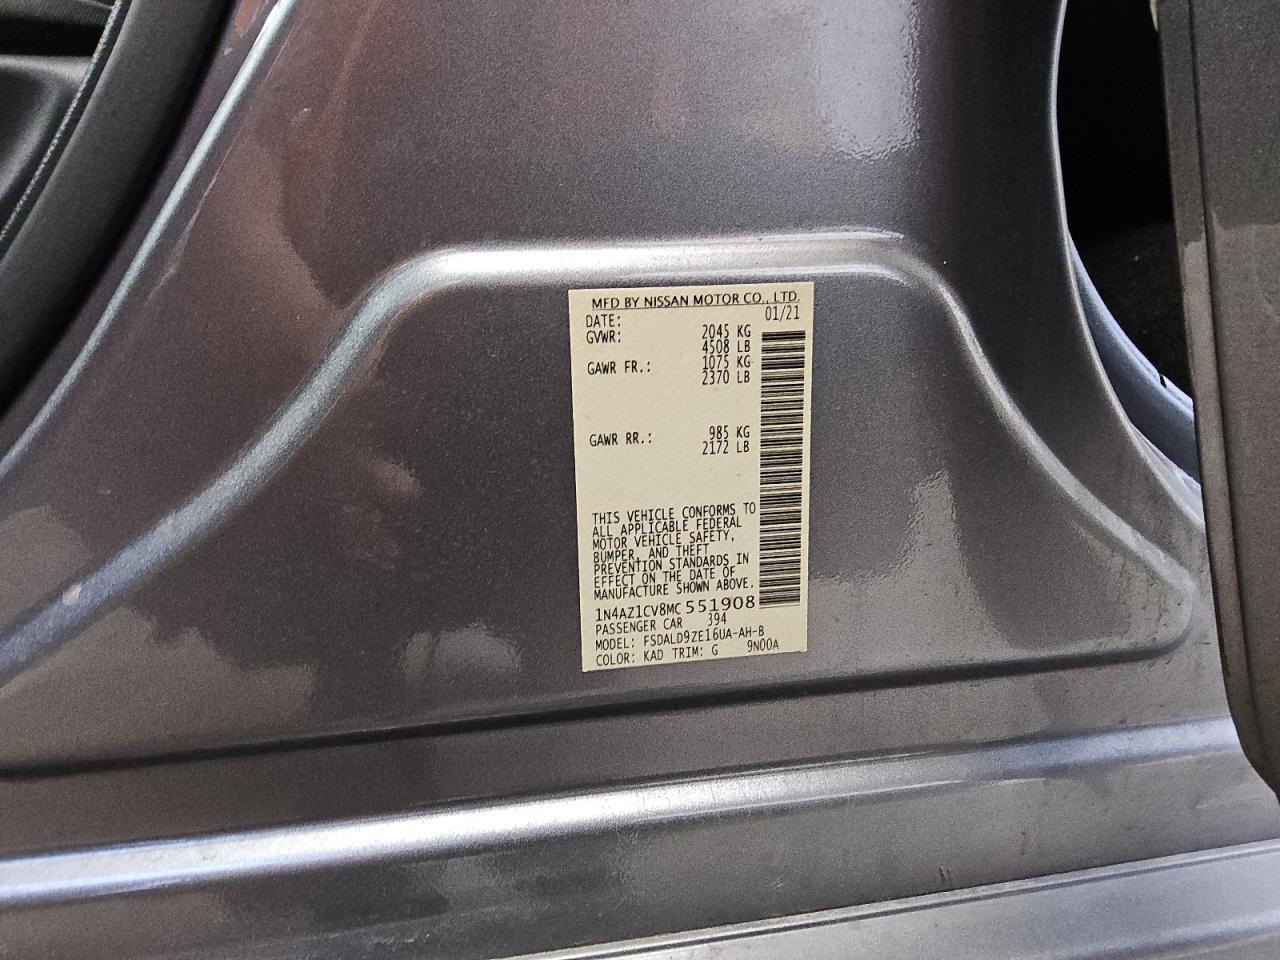 MFD BY NISSAN MOTOR CO., LTD.
DATE: 01/21
GVWR: 2045 KG
4508 LB
GAWR FR.: 1075 KG
2370 LB
GAWR RR.: 985 KG
2172 LB
THIS VEHICLE CONFORMS TO
ALL APPLICABLE FEDERAL
MOTOR VEHICLE SAFETY,
BUMPER, AND THEFT
PREVENTION STANDARDS IN
EFFECT ON THE DATE OF
MANUFACTURE SHOWN ABOVE.
1N4AZ1CV8MC551908
PASSENGER CAR 394
MODEL: FSDALD9ZE16UA-AH-B
COLOR: KAD TRIM: G 9N00A